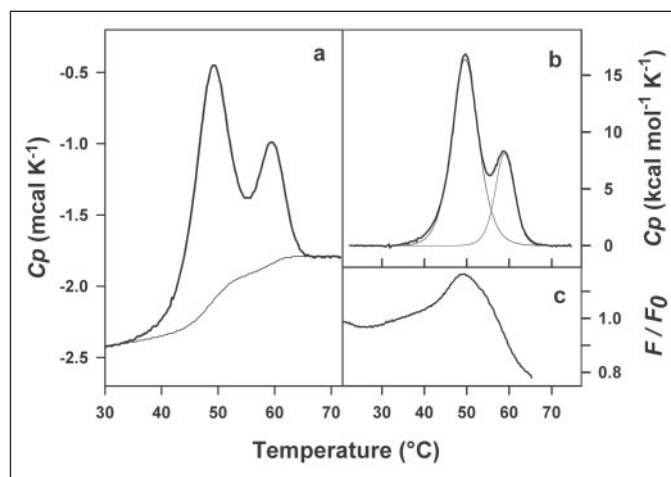 a
-0.5
-1.0
-1.5
-2.0
-2.5
Cp (mcal K⁻¹)
30 40 50 60 70
b
15
10
5
0
Cp (kcal mol⁻¹ K⁻¹)
c
1.0
0.8
F / F₀
30 40 50 60 70
Temperature (°C)